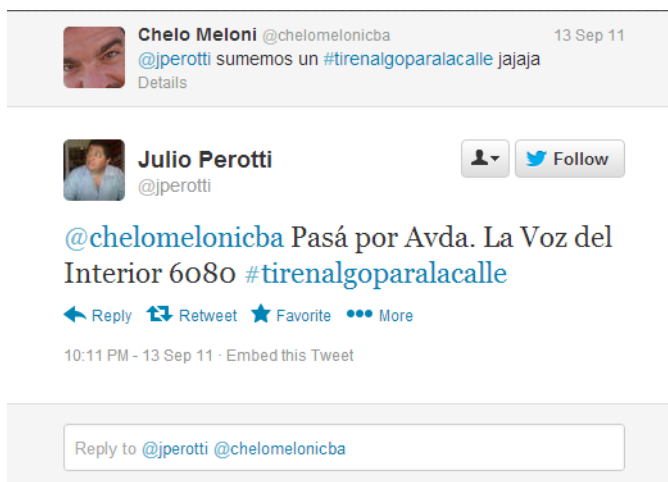 Chelo Meloni @chelomelonicba 13 Sep 11
@jperotti sumemos un #tirenalgoparalacalle jajaja
Details
Julio Perotti
@jperotti
Follow
@chelomelonicba Pasá por Avda. La Voz del
Interior 6080 #tirenalgoparalacalle
Reply Retweet Favorite More
10:11 PM - 13 Sep 11 · Embed this Tweet
Reply to @jperotti @chelomelonicba